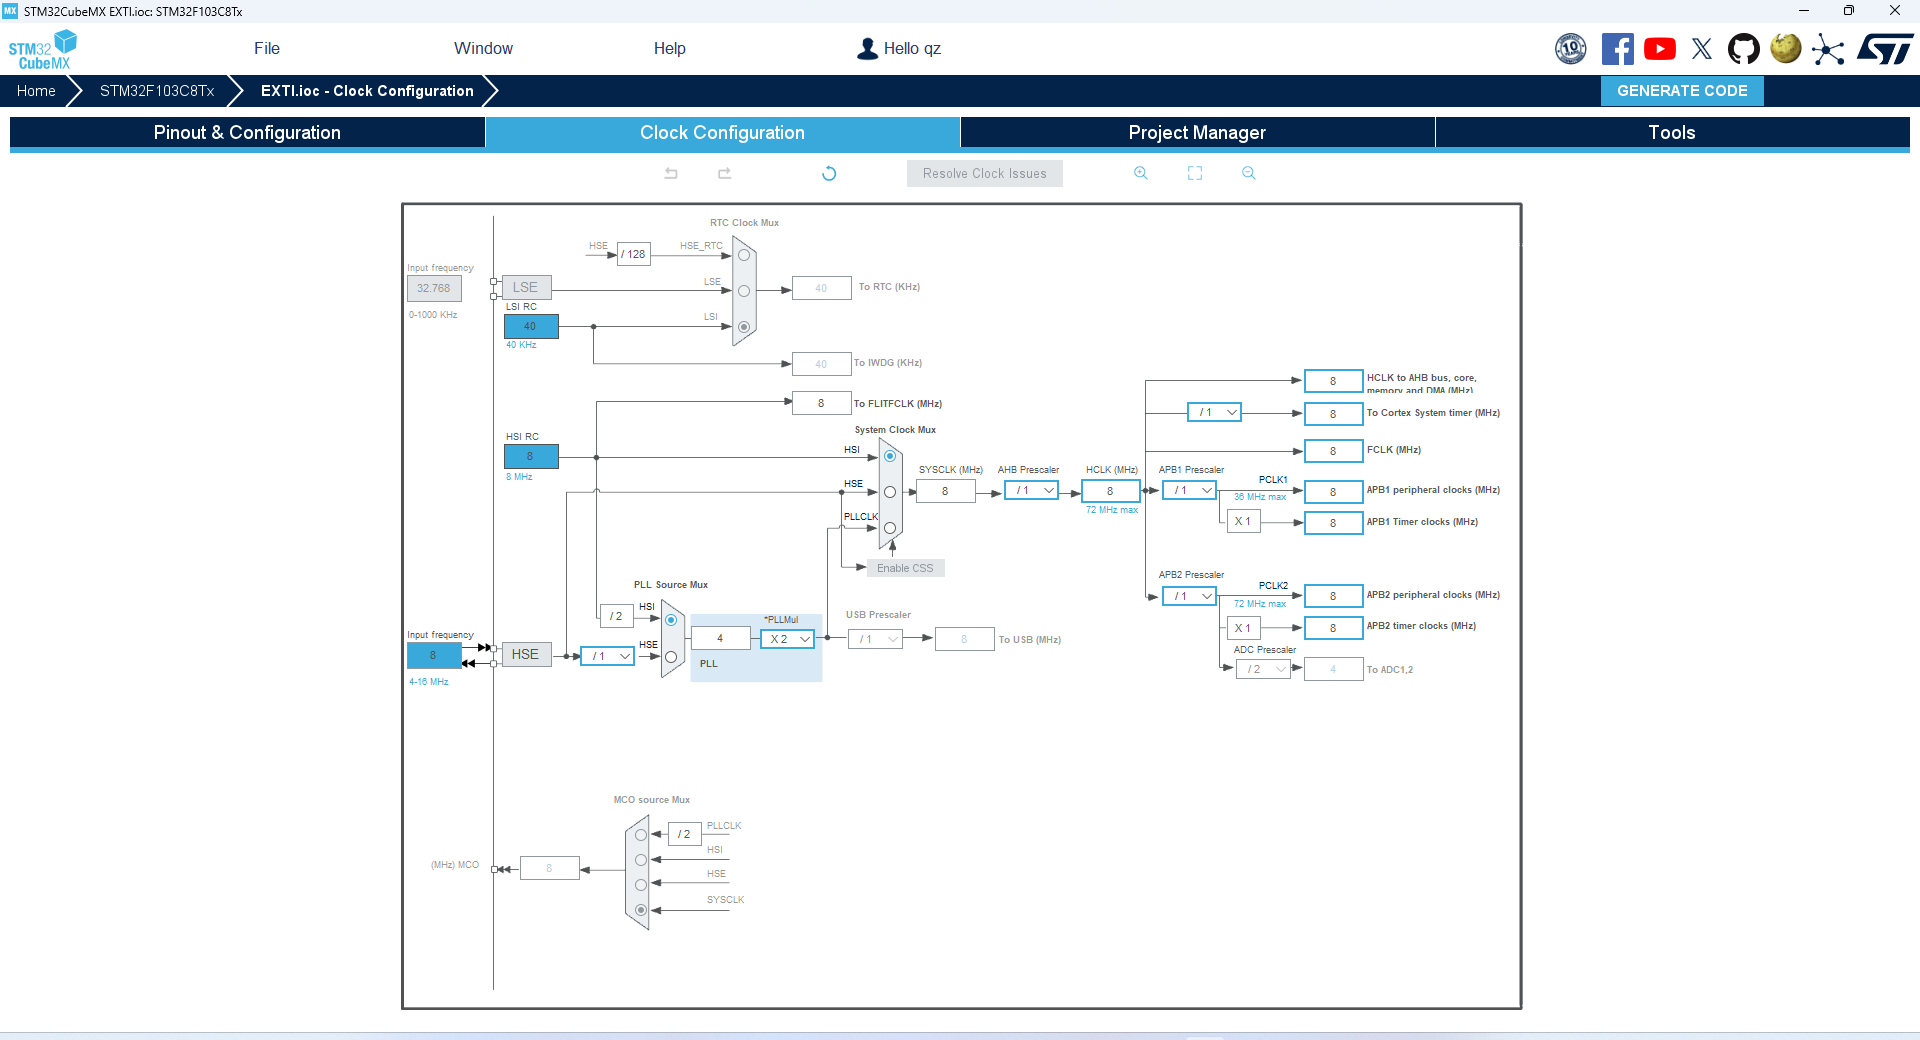 MX STM32CubeMX EXTI.ioc: STM32F103C8Tx
STM32
CubeMX
File
Window
Help
Hello qz
10
ST
Home
STM32F103C8Tx
EXTI.ioc - Clock Configuration
GENERATE CODE
Pinout & Configuration
Clock Configuration
Project Manager
Tools
Resolve Clock Issues
RTC Clock Mux
HSE
/ 128
HSE_RTC
Input frequency
32.768
0-1000 KHz
LSE
LSE
40
To RTC (KHz)
LSI RC
40
40 KHz
LSI
40
To IWDG (KHz)
8
To FLITFCLK (MHz)
System Clock Mux
HSI RC
8
8 MHz
HSI
HSE
PLLCLK
Enable CSS
SYSCLK (MHz)
8
AHB Prescaler
/ 1
HCLK (MHz)
8
72 MHz max
8
HCLK to AHB bus, core,
memory and DMA (MHz)
/ 1
8
To Cortex System timer (MHz)
8
FCLK (MHz)
APB1 Prescaler
/ 1
PCLK1
36 MHz max
8
APB1 peripheral clocks (MHz)
X 1
8
APB1 Timer clocks (MHz)
APB2 Prescaler
/ 1
PCLK2
72 MHz max
8
APB2 peripheral clocks (MHz)
X 1
8
APB2 timer clocks (MHz)
ADC Prescaler
/ 2
4
To ADC1,2
PLL Source Mux
/ 2
HSI
Input frequency
8
4-16 MHz
HSE
/ 1
HSE
4
*PLLMul
X 2
PLL
USB Prescaler
/ 1
8
To USB (MHz)
MCO source Mux
PLLCLK
/ 2
HSI
HSE
SYSCLK
(MHz) MCO
8